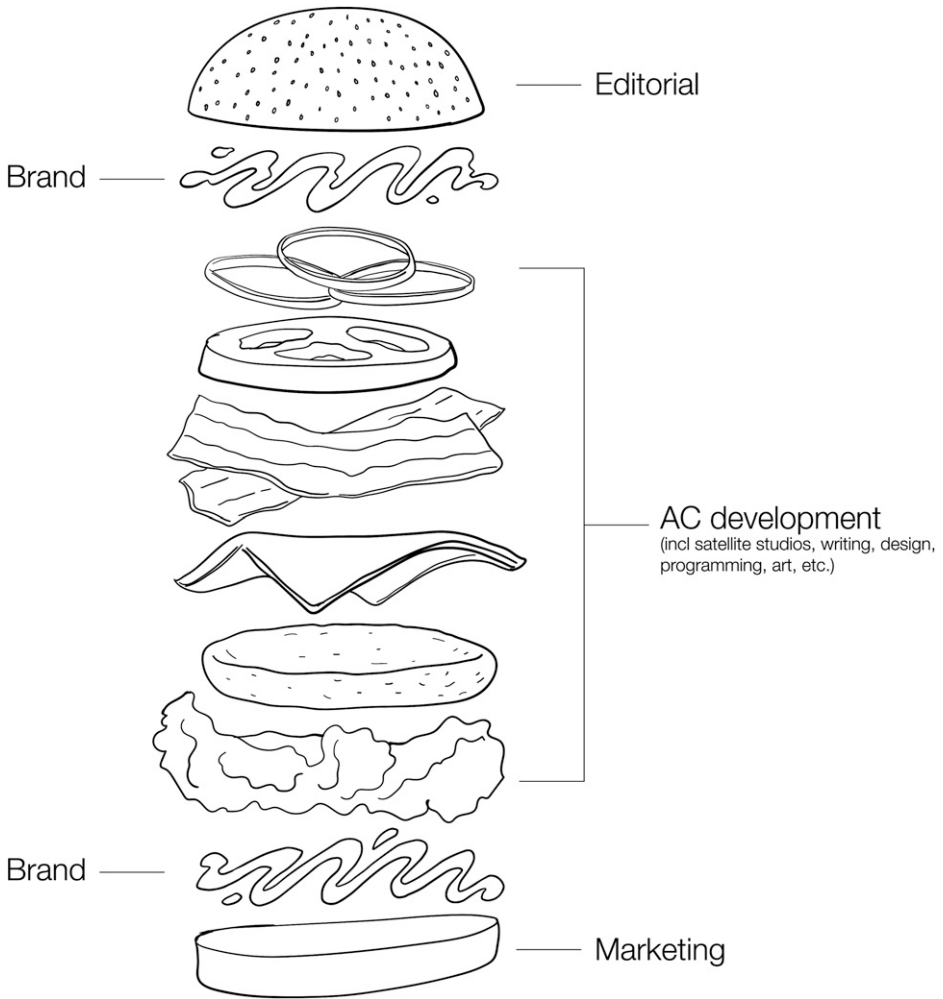 Editorial
Brand
AC development
(incl satellite studios, writing, design,
programming, art, etc.)
Brand
Marketing